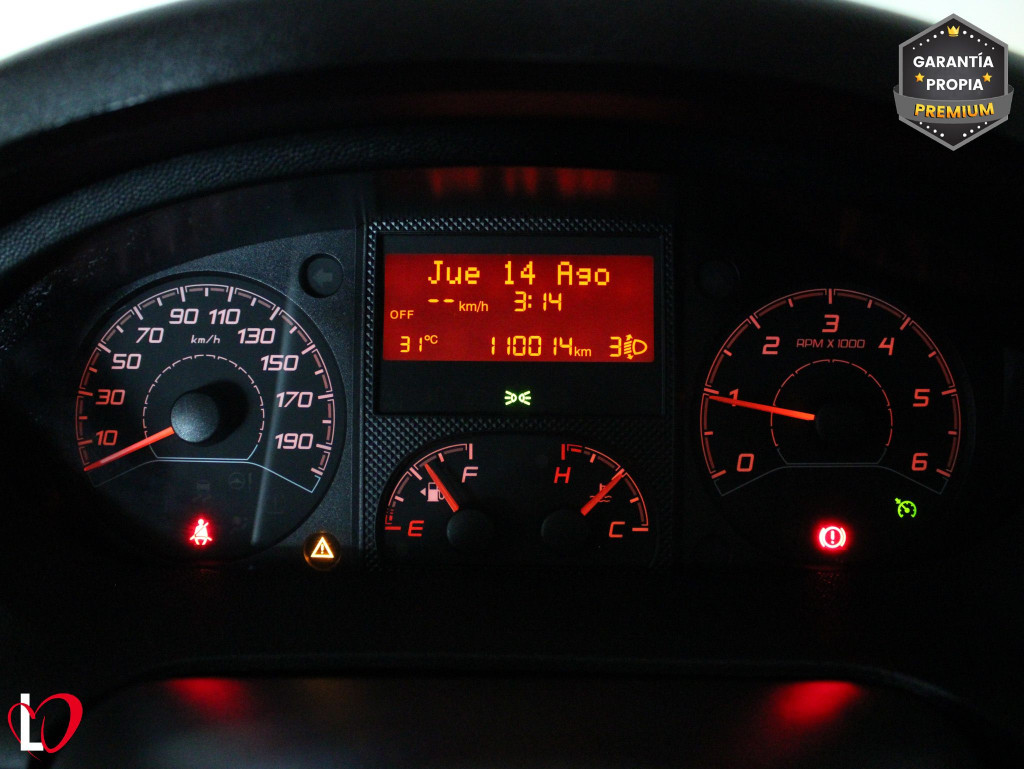 GARANTÍA
PROPIA
PREMIUM
Jue 14 Ago
-- km/h 3:14
OFF
31°C 110014km 3
10
30
50
70
90
110
130
150
170
190
km/h
0
1
2
3
4
5
6
RPM X 1000
E
F
H
C
L